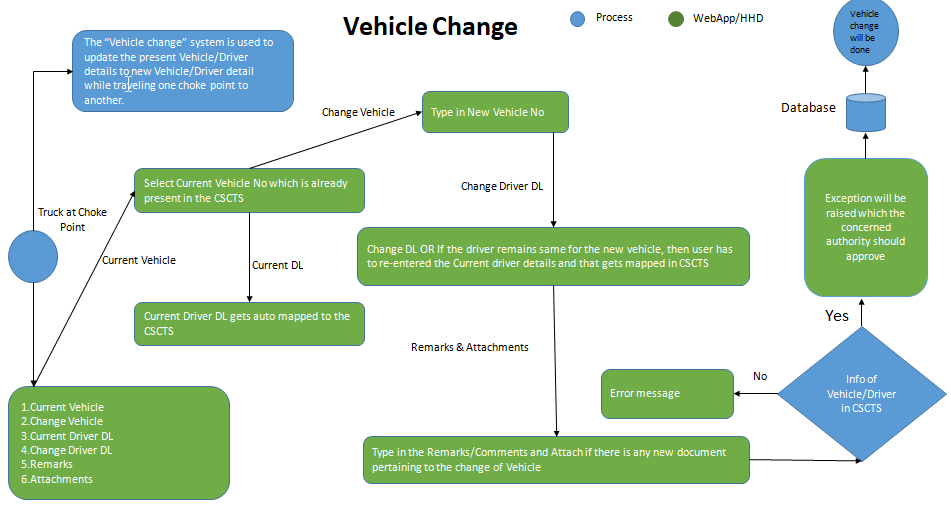 Vehicle Change
Process
WebApp/HHD
The “Vehicle change” system is used to
update the present Vehicle/Driver
details to new Vehicle/Driver detail
while traveling one choke point to
another.
Truck at Choke
Point
Current Vehicle
1.Current Vehicle
2.Change Vehicle
3.Current Driver DL
4.Change Driver DL
5.Remarks
6.Attachments
Select Current Vehicle No which is already
present in the CSCTS
Current DL
Current Driver DL gets auto mapped to the
CSCTS
Change Vehicle
Type in New Vehicle No
Change Driver DL
Change DL OR If the driver remains same for the new vehicle, then user has
to re-entered the Current driver details and that gets mapped in CSCTS
Remarks & Attachments
Type in the Remarks/Comments and Attach if there is any new document
pertaining to the change of Vehicle
Info of
Vehicle/Driver
in CSCTS
No
Error message
Yes
Exception will be
raised which the
concerned
authority should
approve
Database
Vehicle
change
will be
done